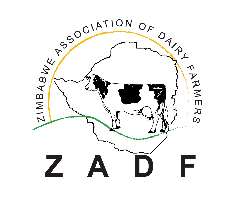 ZIMBABWE ASSOCIATION OF DAIRY FARMERS
ZADF